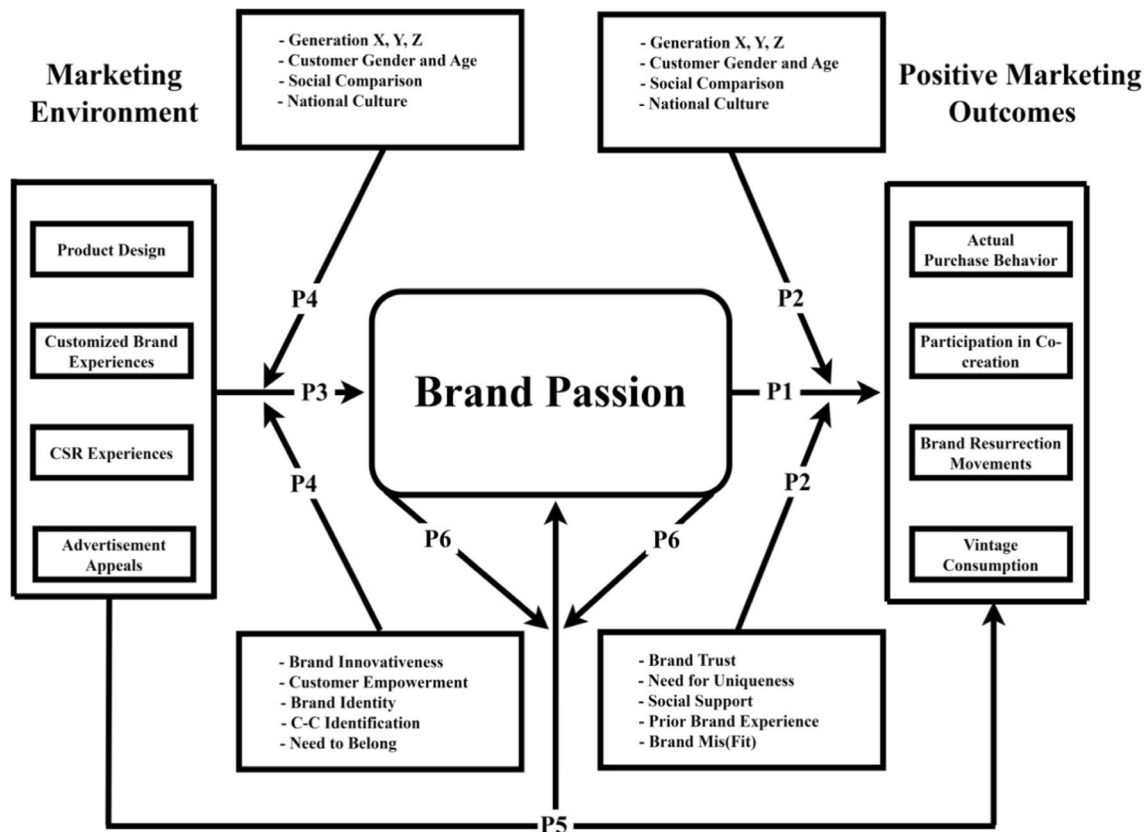 - Generation X, Y, Z
- Customer Gender and Age
- Social Comparison
- National Culture
- Generation X, Y, Z
- Customer Gender and Age
- Social Comparison
- National Culture
Marketing
Environment
Positive Marketing
Outcomes
Product Design
Customized Brand
Experiences
CSR Experiences
Advertisement
Appeals
P4
P3
P4
Brand Passion
P2
P1
P2
P6
P6
Actual
Purchase Behavior
Participation in Co-
creation
Brand Resurrection
Movements
Vintage
Consumption
- Brand Innovativeness
- Customer Empowerment
- Brand Identity
- C-C Identification
- Need to Belong
- Brand Trust
- Need for Uniqueness
- Social Support
- Prior Brand Experience
- Brand Mis(Fit)
P5